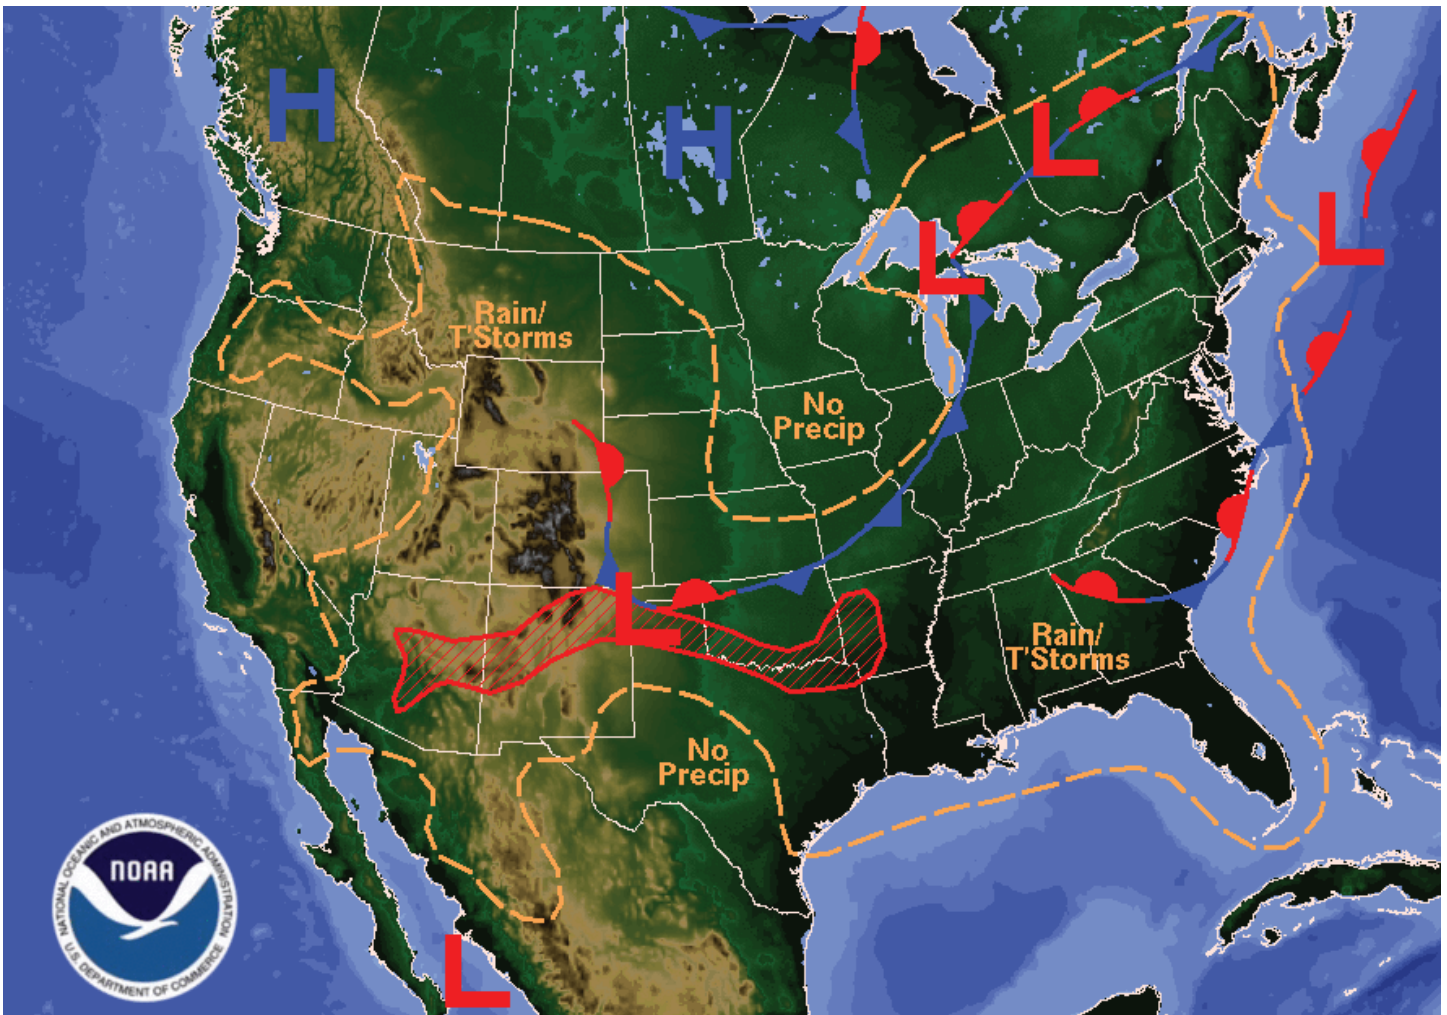 H
H
L
L
L
Rain/
T'Storms
No
Precip
L
Rain/
T'Storms
No
Precip
L
NATIONAL OCEANIC AND ATMOSPHERIC ADMINISTRATION
NOAA
U.S. DEPARTMENT OF COMMERCE